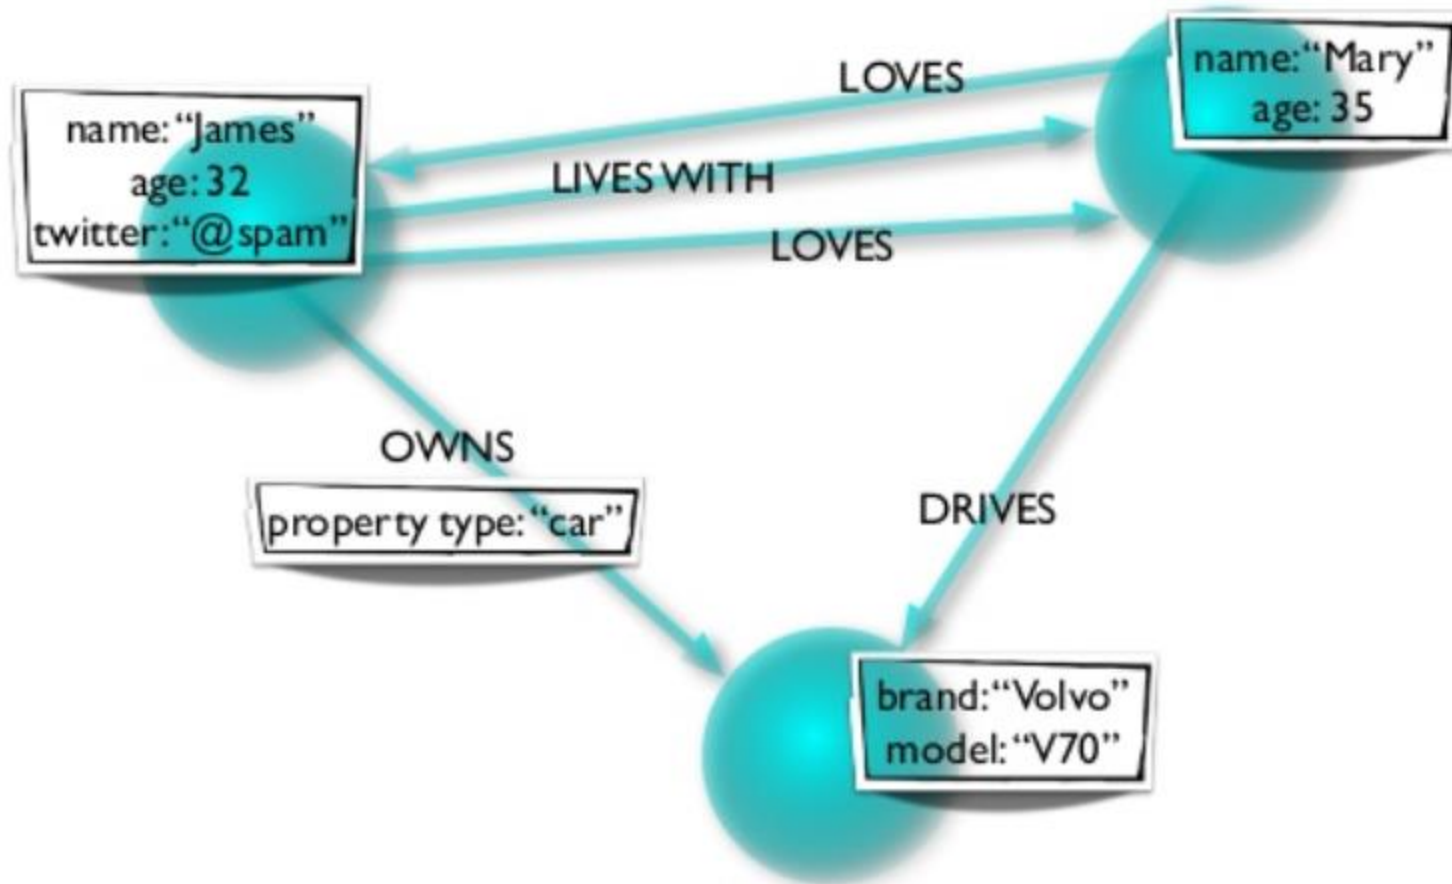 LOVES
name:“Mary”
age: 35
name:“James”
age: 32
twitter:“@spam”
LIVES WITH
LOVES
OWNS
property type:“car”
DRIVES
brand:“Volvo”
model:“V70”